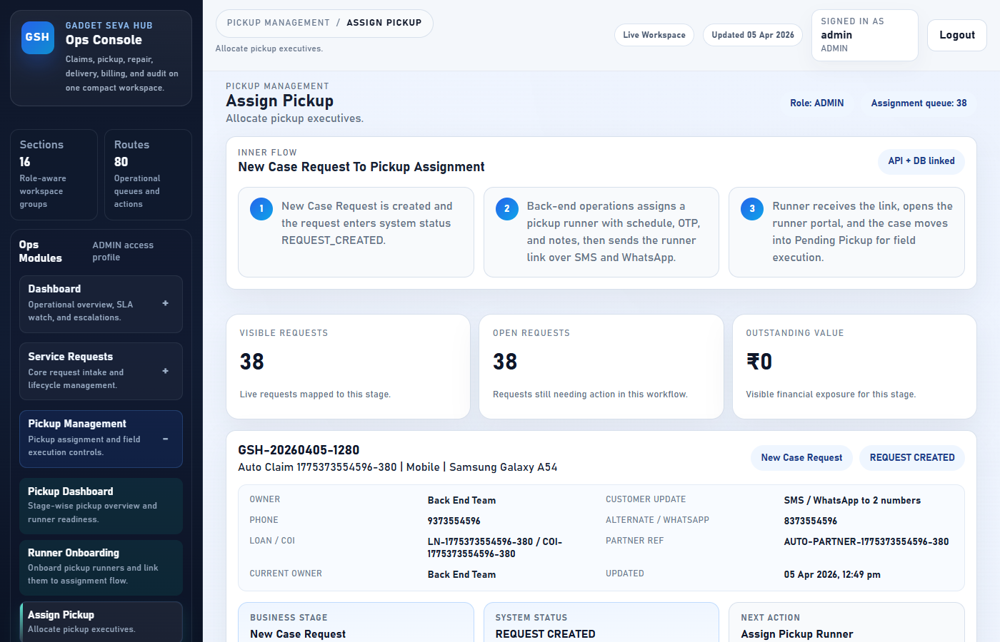 GSH
GADGET SEVA HUB
Ops Console
Claims, pickup, repair,
delivery, billing, and audit on
one compact workspace.
Sections
16
Role-aware
workspace
groups
Routes
80
Operational
queues and
actions
Ops
Modules
ADMIN access
profile
Dashboard
Operational overview, SLA
watch, and escalations.
+
Service Requests
Core request intake and
lifecycle management.
+
Pickup Management
Pickup assignment and field
execution controls.
−
Pickup Dashboard
Stage-wise pickup overview and
runner readiness.
Runner Onboarding
Onboard pickup runners and link
them to assignment flow.
Assign Pickup
Allocate pickup executives.
PICKUP MANAGEMENT / ASSIGN PICKUP
Allocate pickup executives.
Live Workspace
Updated 05 Apr 2026
SIGNED IN AS
admin
ADMIN
Logout
PICKUP MANAGEMENT
Assign Pickup
Allocate pickup executives.
Role: ADMIN
Assignment queue: 38
INNER FLOW
New Case Request To Pickup Assignment
API + DB linked
1
New Case Request is created and
the request enters system status
REQUEST_CREATED.
2
Back-end operations assigns a
pickup runner with schedule, OTP,
and notes, then sends the runner
link over SMS and WhatsApp.
3
Runner receives the link, opens the
runner portal, and the case moves
into Pending Pickup for field
execution.
VISIBLE REQUESTS
38
Live requests mapped to this stage.
OPEN REQUESTS
38
Requests still needing action in this workflow.
OUTSTANDING VALUE
₹0
Visible financial exposure for this stage.
GSH-20260405-1280
Auto Claim 1775373554596-380 | Mobile | Samsung Galaxy A54
New Case Request
REQUEST CREATED
OWNER
Back End Team
CUSTOMER UPDATE
SMS / WhatsApp to 2 numbers
PHONE
9373554596
ALTERNATE / WHATSAPP
8373554596
LOAN / COI
LN-1775373554596-380 / COI-
1775373554596-380
PARTNER REF
AUTO-PARTNER-1775373554596-380
CURRENT OWNER
Back End Team
UPDATED
05 Apr 2026, 12:49 pm
BUSINESS STAGE
New Case Request
SYSTEM STATUS
REQUEST CREATED
NEXT ACTION
Assign Pickup Runner